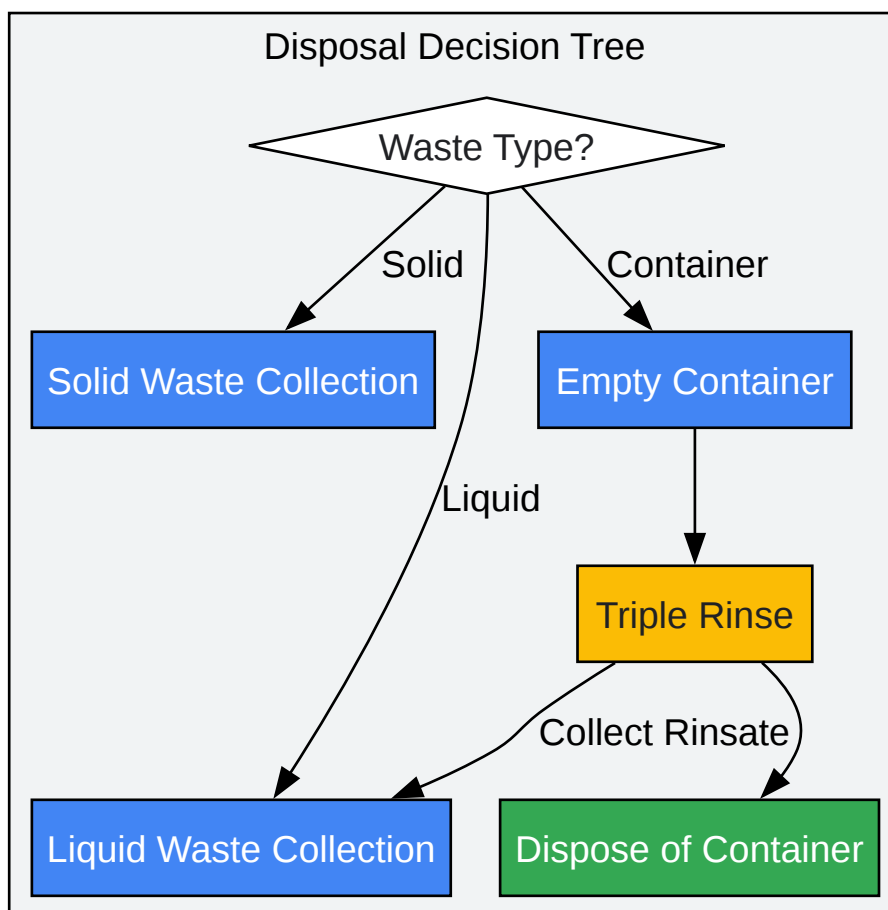 Disposal Decision Tree
Waste Type?
Solid
Container
Solid Waste Collection
Empty Container
Liquid
Triple Rinse
Collect Rinsate
Liquid Waste Collection
Dispose of Container